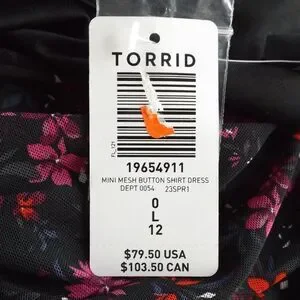 TORRID
19654911
MINI MESH BUTTON SHIRT DRESS
DEPT 0054 23SPR1
0
L
12
$79.50 USA
$103.50 CAN